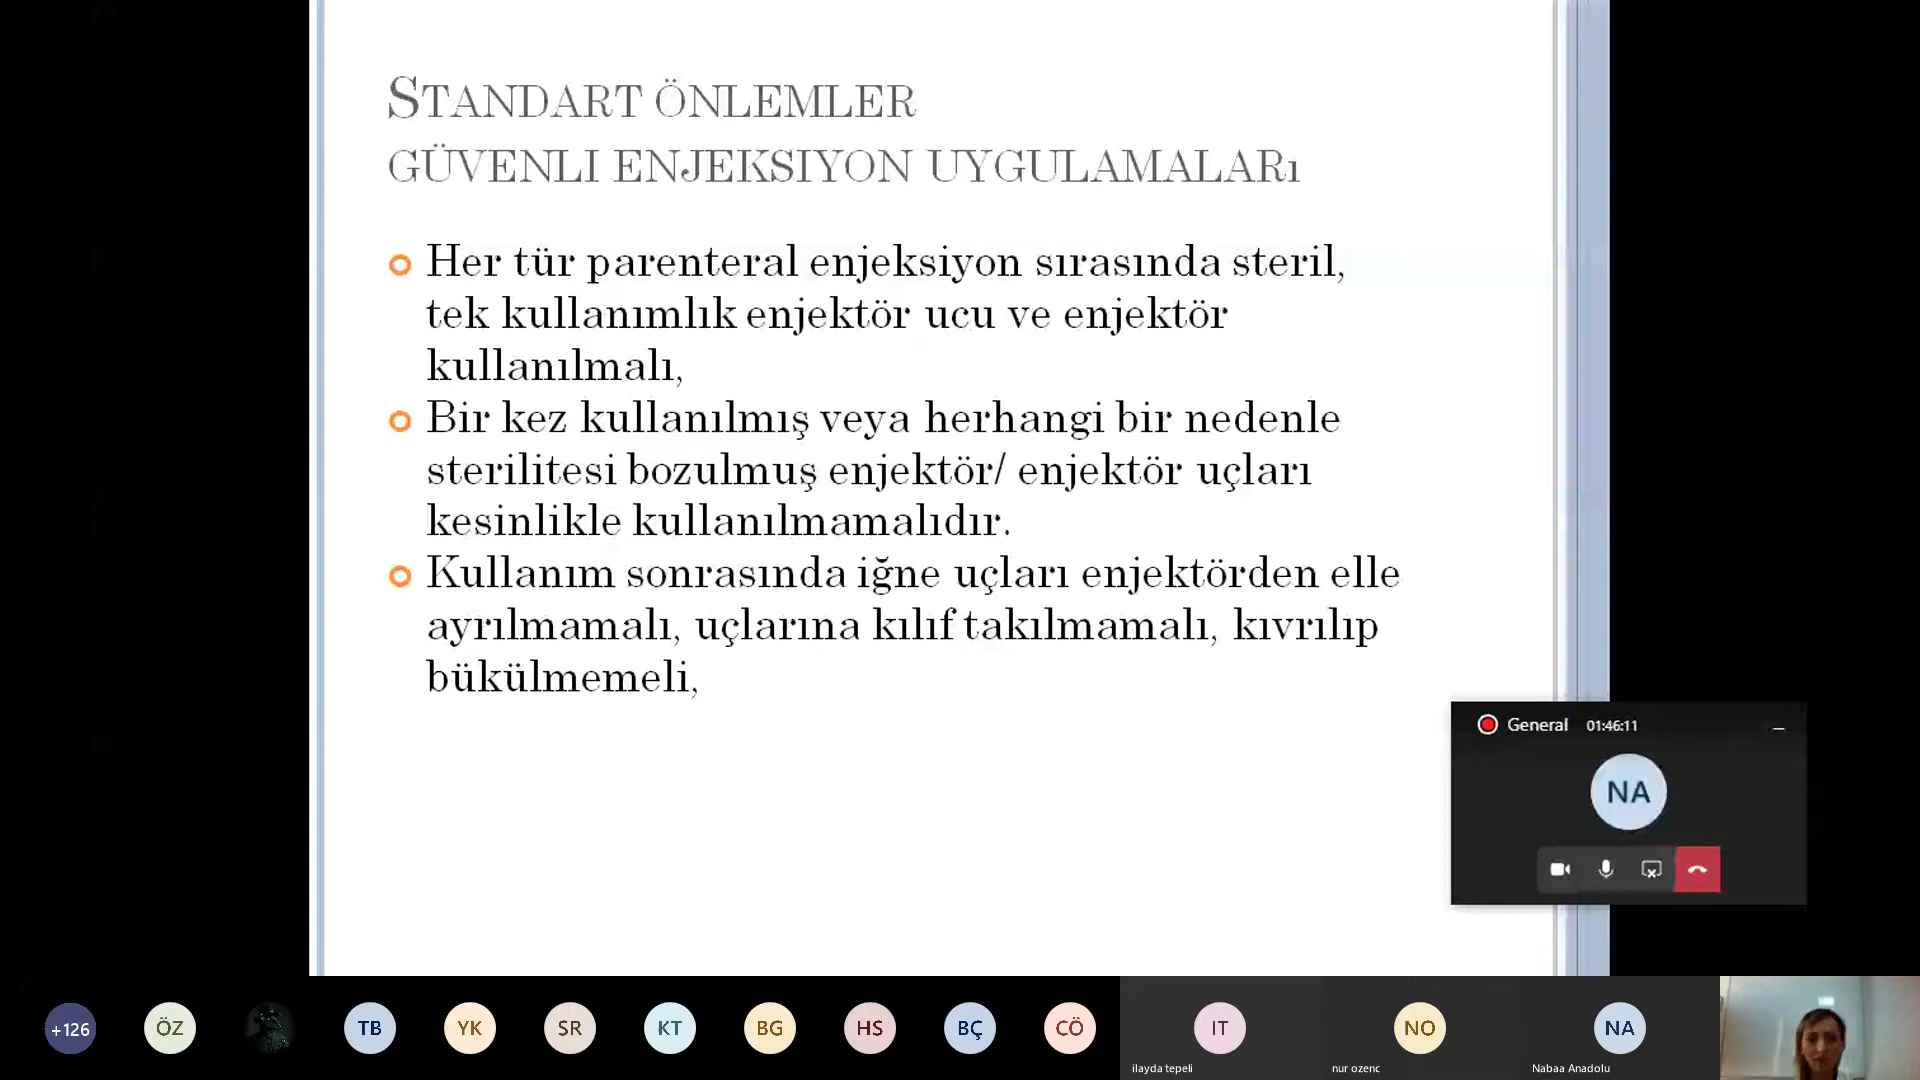 STANDART ÖNLEMLER
GÜVENLI ENJEKSIYON UYGULAMALARı
Her tür parenteral enjeksiyon sırasında steril,
tek kullanımlık enjektör ucu ve enjektör
kullanılmalı,
Bir kez kullanılmış veya herhangi bir nedenle
sterilitesi bozulmuş enjektör/ enjektör uçları
kesinlikle kullanılmamalıdır.
Kullanım sonrasında iğne uçları enjektörden elle
ayrılmamalı, uçlarına kılıf takılmamalı, kıvrılıp
bükülmemeli,
General 01:46:11
NA
+126 ÖZ TB YK SR KT BG HS BÇ CÖ IT NO NA
ilayda tepeli nur ozenc Nabaa Anadolu